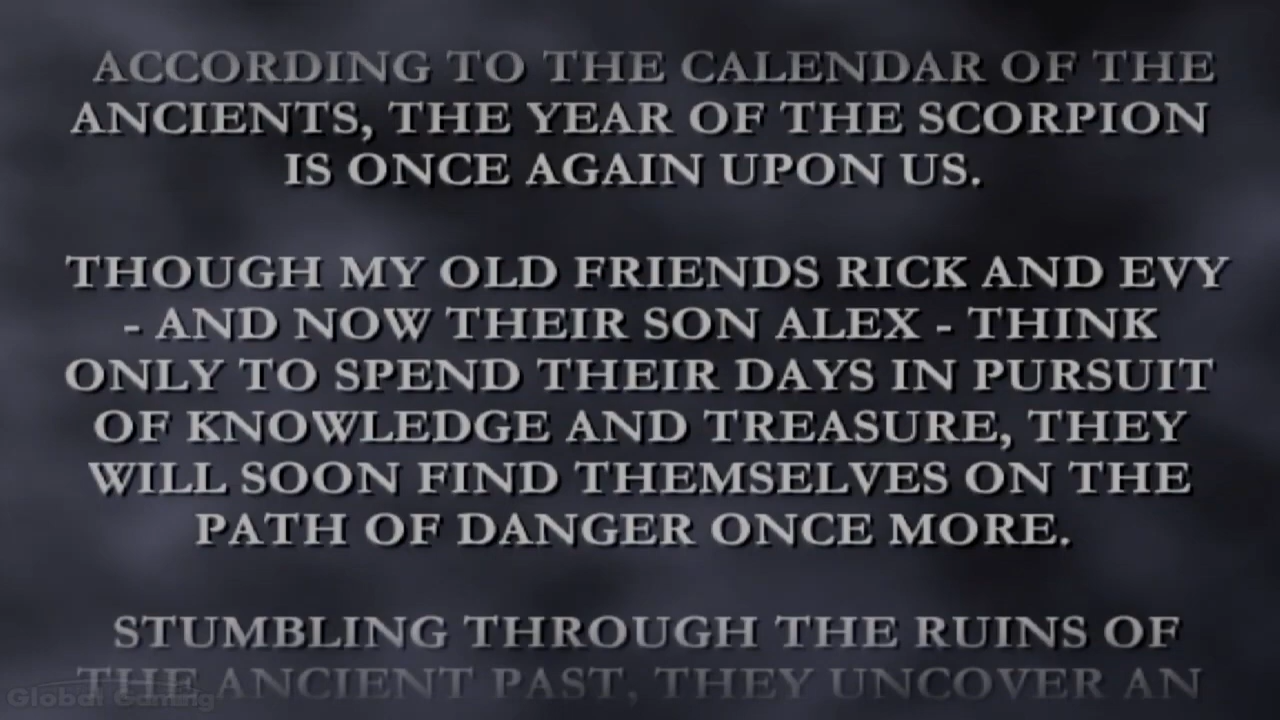 ACCORDING TO THE CALENDAR OF THE
ANCIENTS, THE YEAR OF THE SCORPION
IS ONCE AGAIN UPON US.
THOUGH MY OLD FRIENDS RICK AND EVY
- AND NOW THEIR SON ALEX - THINK
ONLY TO SPEND THEIR DAYS IN PURSUIT
OF KNOWLEDGE AND TREASURE, THEY
WILL SOON FIND THEMSELVES ON THE
PATH OF DANGER ONCE MORE.
STUMBLING THROUGH THE RUINS OF
THE ANCIENT PAST, THEY UNCOVER AN
Global Gaming